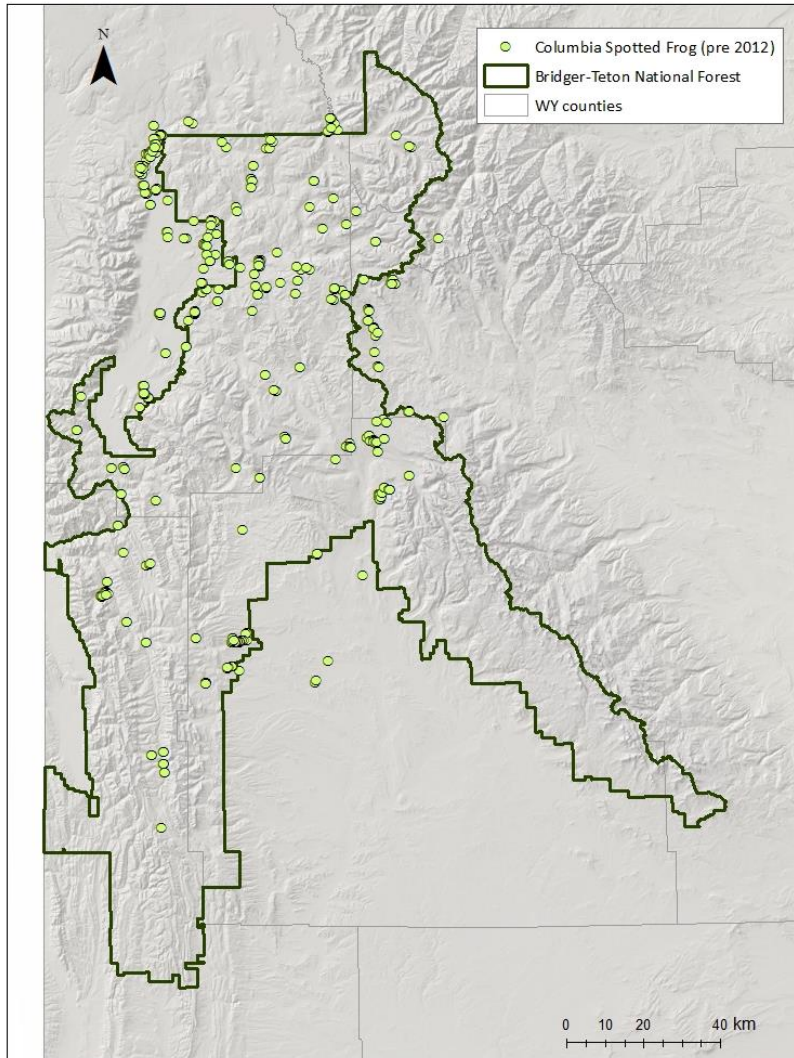 N
Columbia Spotted Frog (pre 2012)
Bridger-Teton National Forest
WY counties
0 10 20 40 km